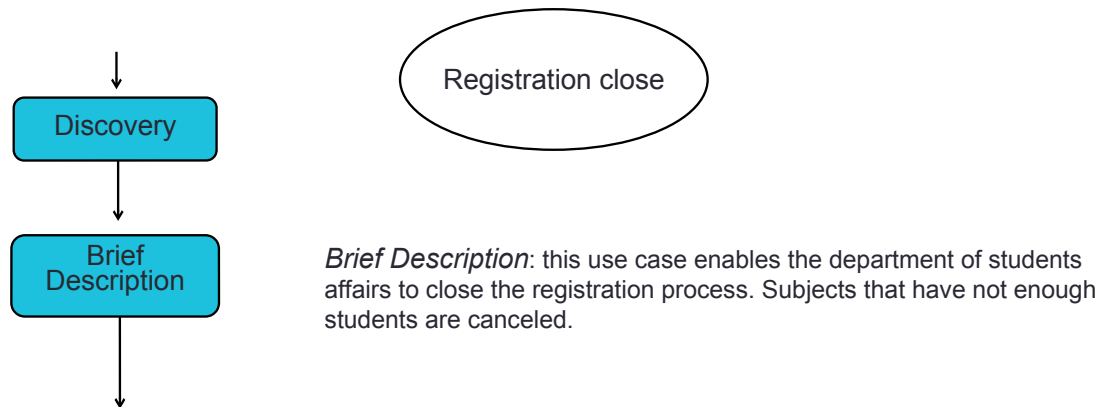 Registration close
Discovery
Brief
Description
Brief Description: this use case enables the department of students
affairs to close the registration process. Subjects that have not enough
students are canceled.